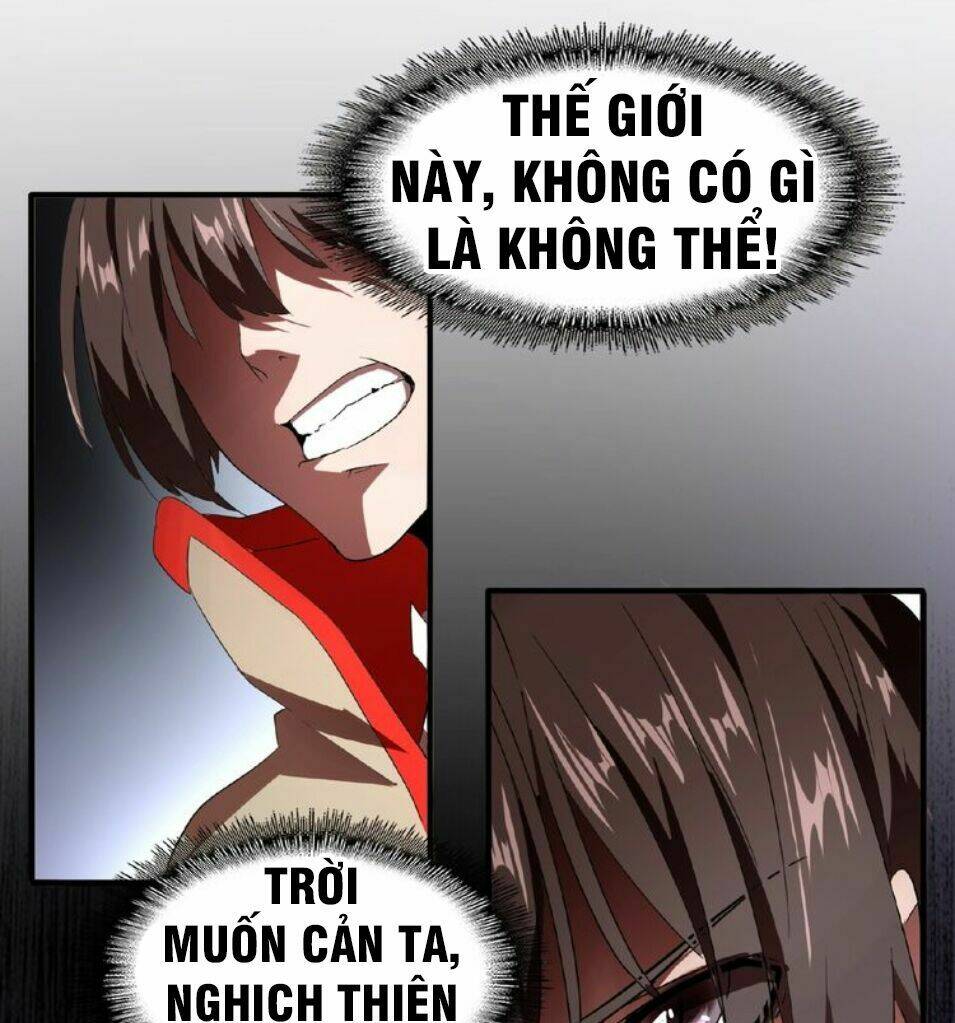 THẾ GIỚI
NÀY, KHÔNG CÓ GÌ
LÀ KHÔNG THỂ!
TRỜI
MUỐN CẢN TA,
NGHỊCH THIÊN